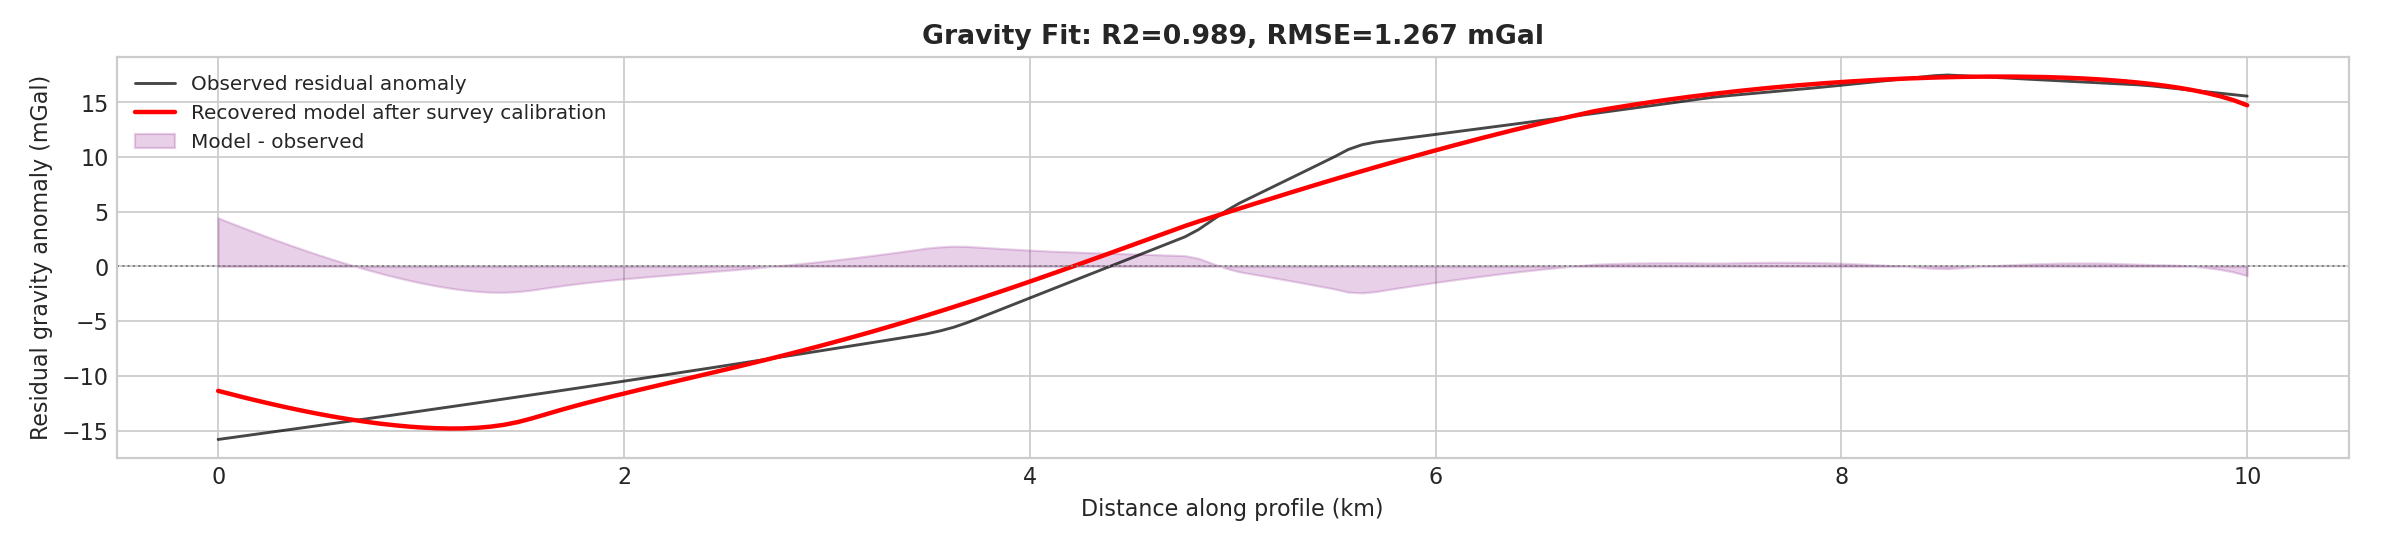 Gravity Fit: R2=0.989, RMSE=1.267 mGal
Observed residual anomaly
Recovered model after survey calibration
Model - observed
Residual gravity anomaly (mGal)
15
10
5
0
−5
−10
−15
0 2 4 6 8 10
Distance along profile (km)